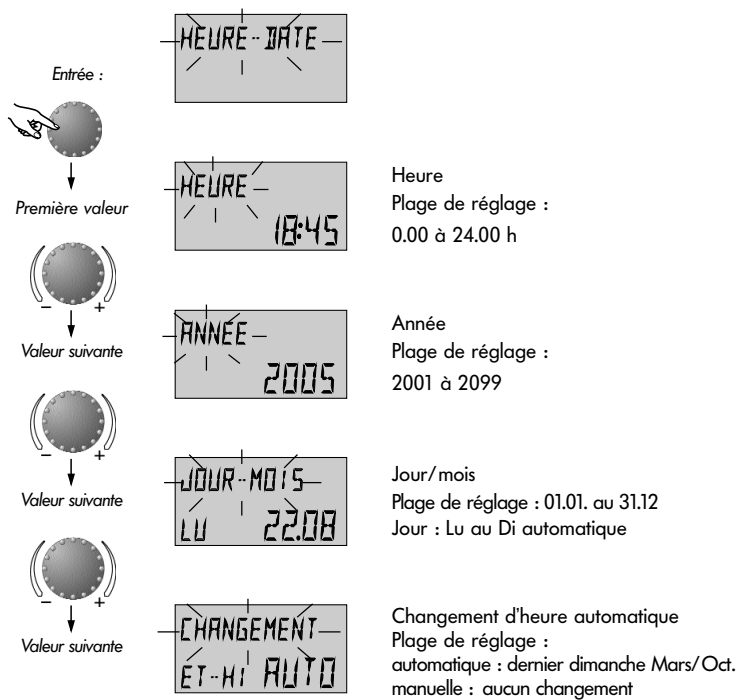 HEURE-DATE
Entrée :
HEURE
18:45
Heure
Plage de réglage :
0.00 à 24.00 h
Première valeur
– +
ANNEE
2005
Année
Plage de réglage :
2001 à 2099
Valeur suivante
– +
JOUR-MOIS
LU 22.08
Jour/mois
Plage de réglage : 01.01. au 31.12
Jour : Lu au Di automatique
Valeur suivante
– +
CHANGEMENT
ET-HI AUTO
Changement d'heure automatique
Plage de réglage :
automatique : dernier dimanche Mars/Oct.
manuelle : aucun changement
Valeur suivante